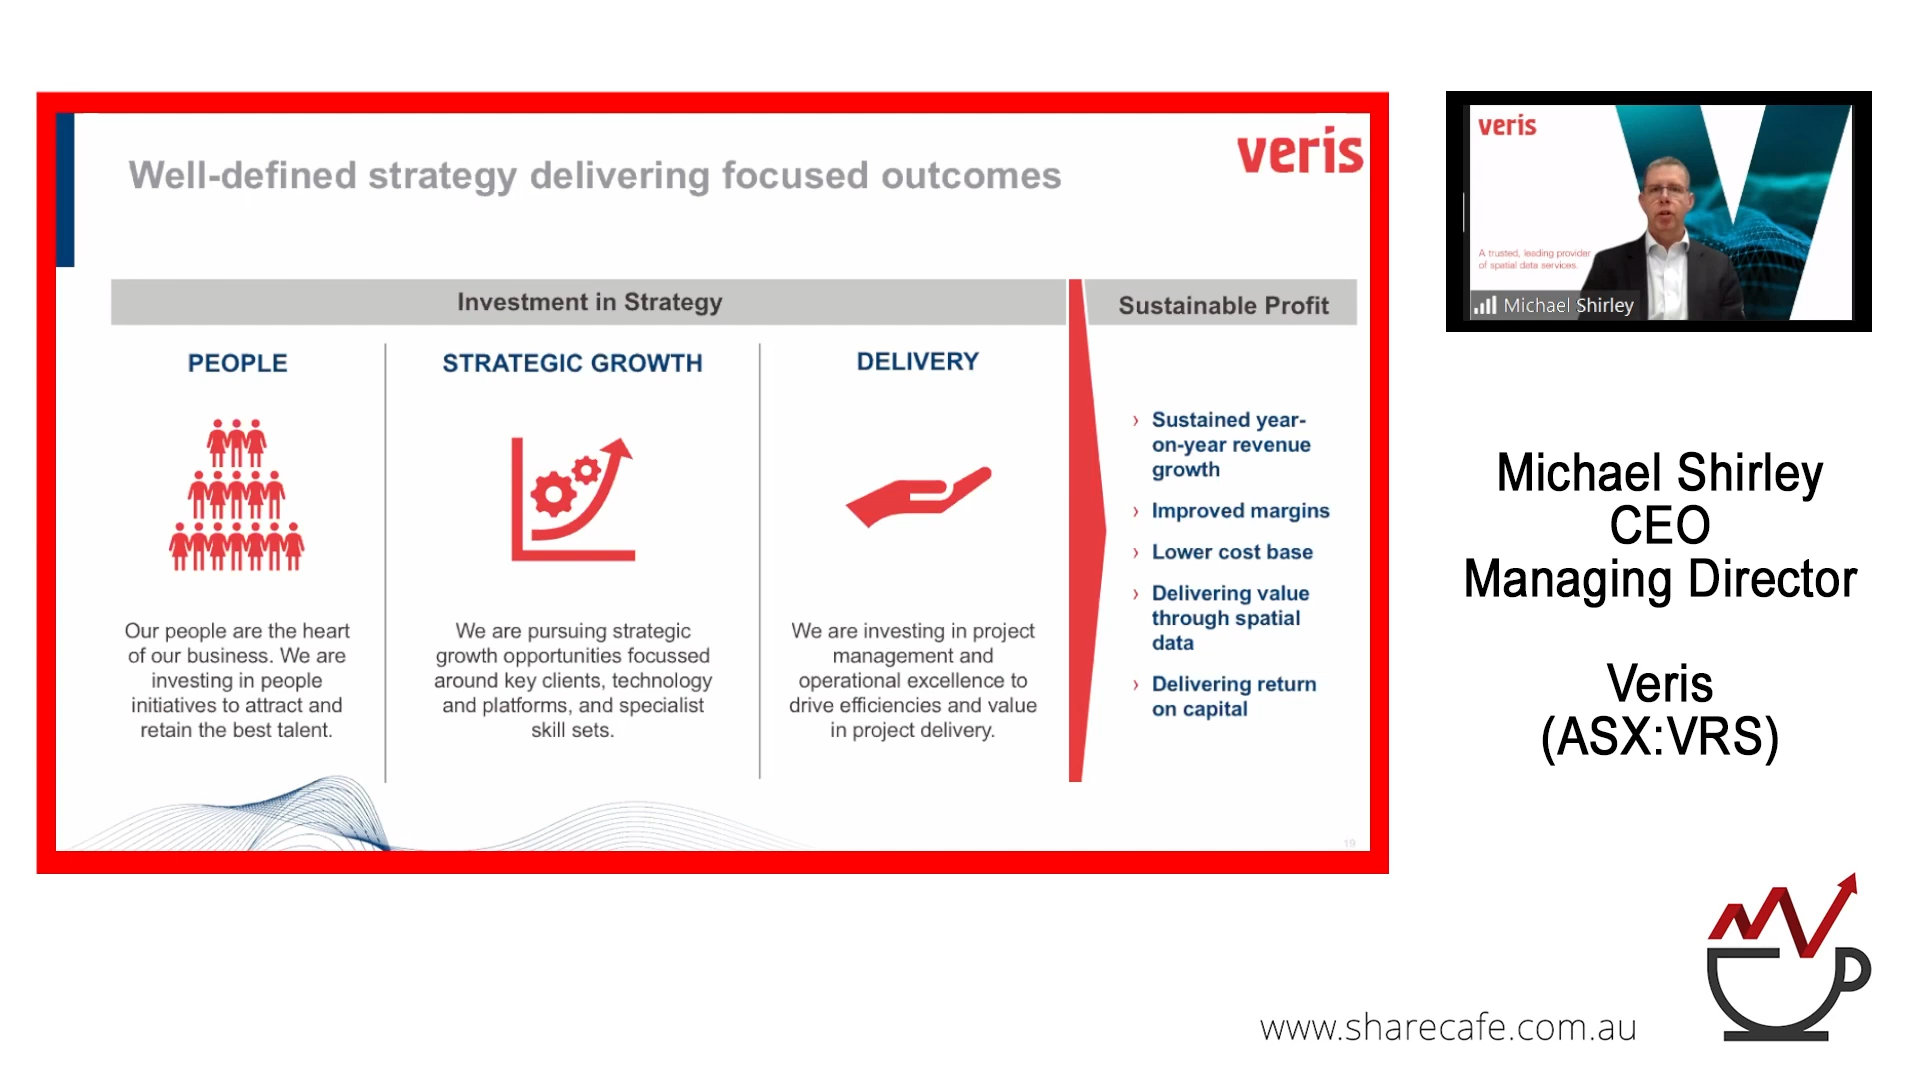 veris
Well-defined strategy delivering focused outcomes
Investment in Strategy
Sustainable Profit
PEOPLE
STRATEGIC GROWTH
DELIVERY
Our people are the heart
of our business. We are
investing in people
initiatives to attract and
retain the best talent.
We are pursuing strategic
growth opportunities focussed
around key clients, technology
and platforms, and specialist
skill sets.
We are investing in project
management and
operational excellence to
drive efficiencies and value
in project delivery.
› Sustained year-
on-year revenue
growth
› Improved margins
› Lower cost base
› Delivering value
through spatial
data
› Delivering return
on capital
19
veris
A trusted, leading provider
of spatial data services.
Michael Shirley
Michael Shirley
CEO
Managing Director
Veris
(ASX:VRS)
www.sharecafe.com.au